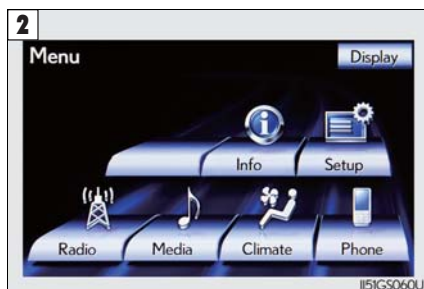 2
Menu
Display
Info
Setup
Radio
Media
Climate
Phone
II51GS060U